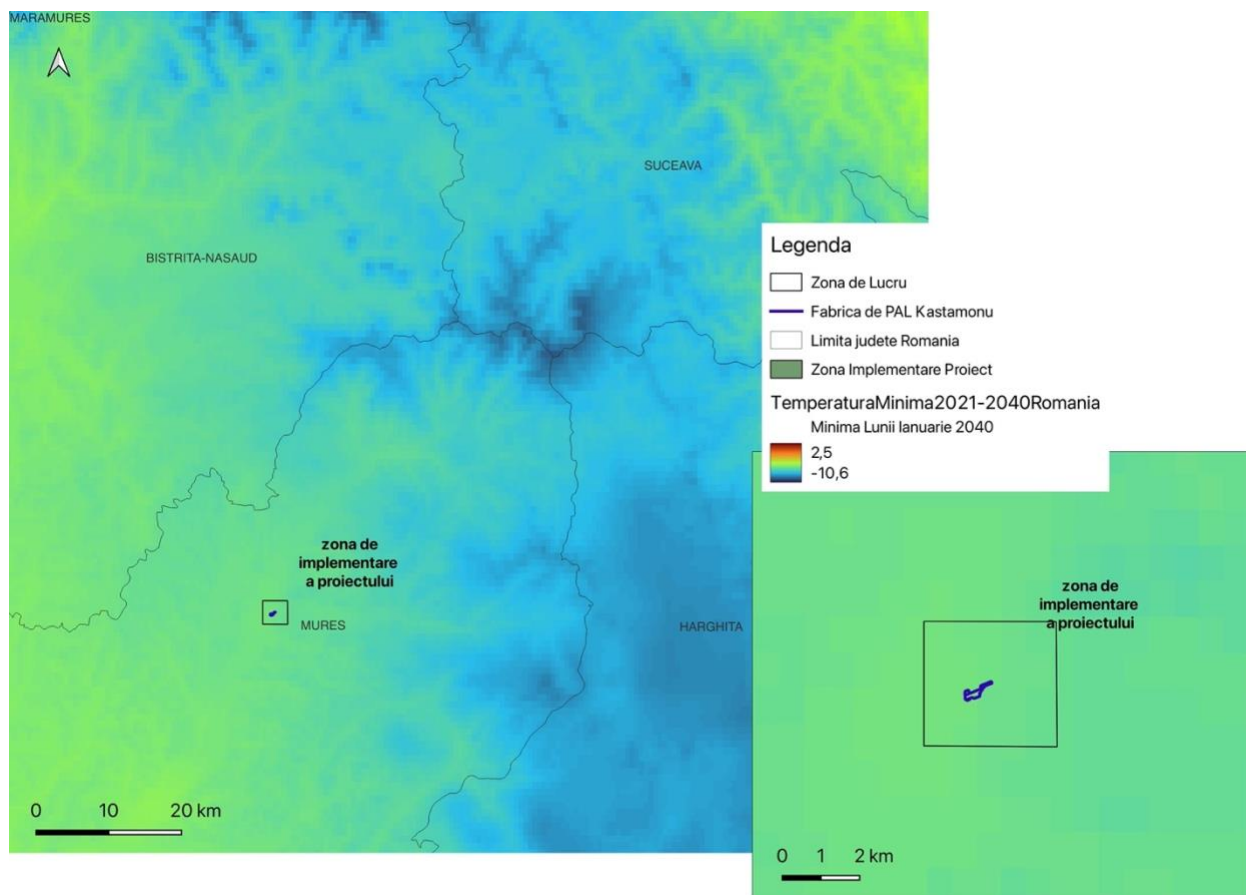 MARAMURES
SUCEAVA
BISTRITA-NASAUD
Legenda
Zona de Lucru
Fabrica de PAL Kastamonu
Limita judete Romania
Zona Implementare Proiect
TemperaturaMinima2021-2040Romania
Minima Lunii Ianuarie 2040
2,5
-10,6
zona de
implementare
a proiectului
MURES
HARGHITA
0 10 20 km
zona de
implementare
a proiectului
0 1 2 km